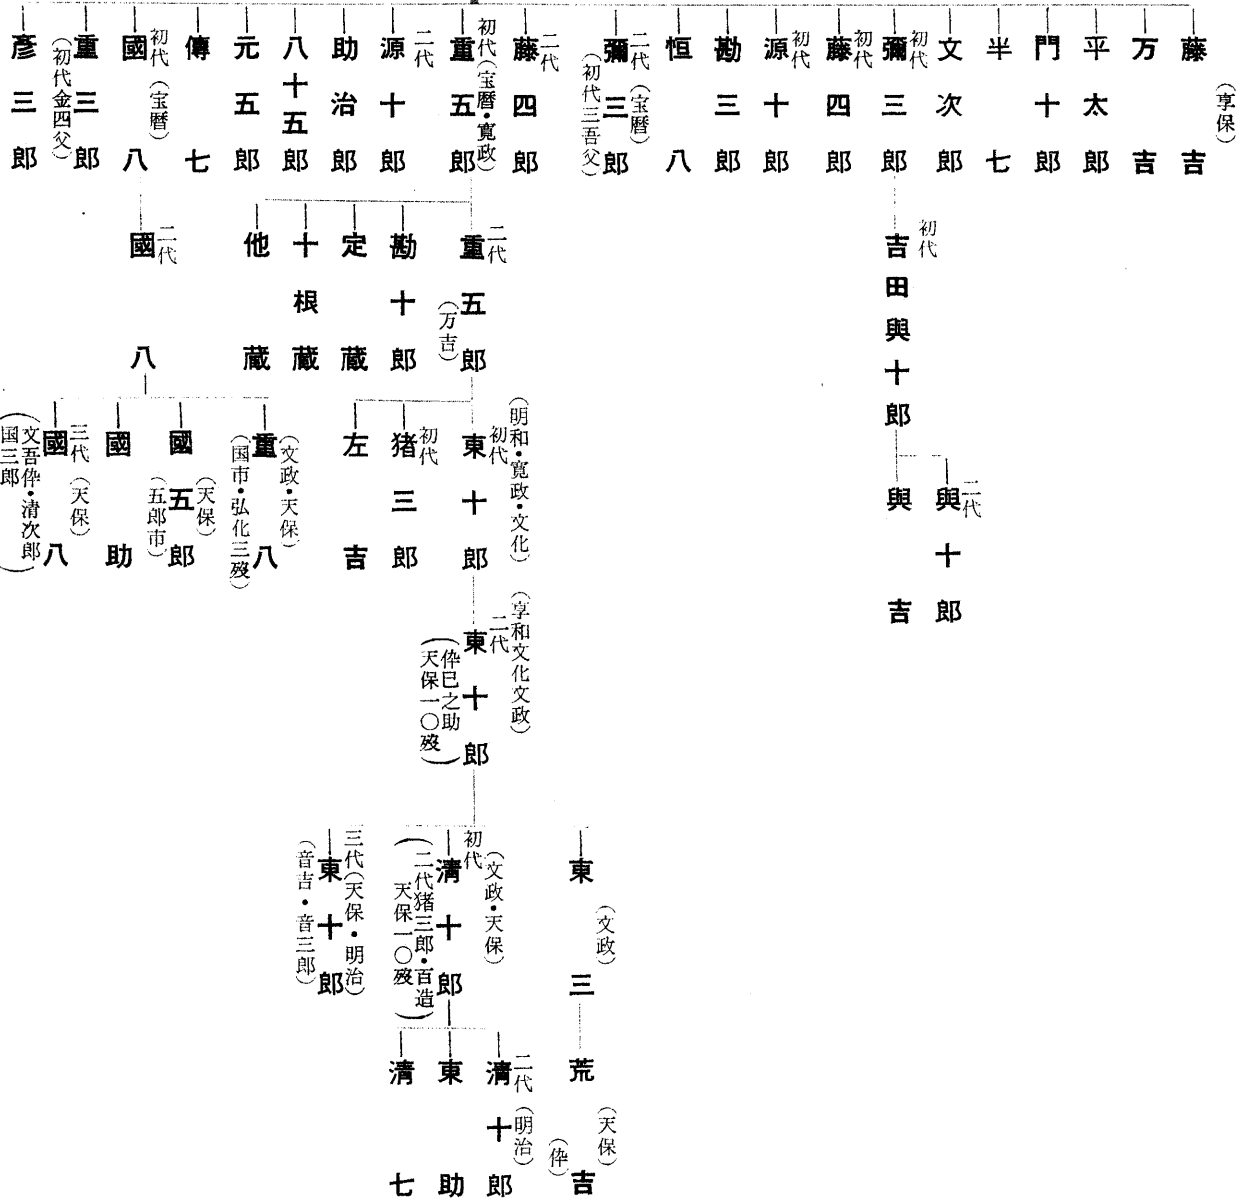 藤吉
（享保）
万吉
平太郎
門十郎
半七
文次郎
初代
彌三郎
初代
藤四郎
初代
源十郎
勘三郎
恒八
二代（宝暦）
彌三郎
（初代三吾父）
二代
藤四郎
初代（宝暦・寛政）
重五郎
二代
源十郎
助治郎
八十五郎
元五郎
傳七
初代（宝暦）
國八
重三郎
（初代金四父）
彦三郎
初代
吉田與十郎
二代
重五郎
（万吉）
勘十郎
定蔵
十根蔵
他蔵
二代
國八
二代
與十郎
與吉
（明和・寛政・文化）
初代
東十郎
初代
猪三郎
左吉
（文政・天保）
重八
（国市・弘化三歿）
（天保）
國五郎
（五郎市）
國助
三代（天保）
國八
（文吾伜・清次郎
国三郎）
（享和文化文政）
二代
東十郎
（伜巳之助
天保一〇歿）
（文政）
東三
（文政・天保）
初代
清十郎
（二代猪三郎・百造
天保一〇歿）
三代（天保・明治）
東十郎
（音吉・音三郎）
（天保）
荒吉
（伜）
二代（明治）
清十郎
東助
清七